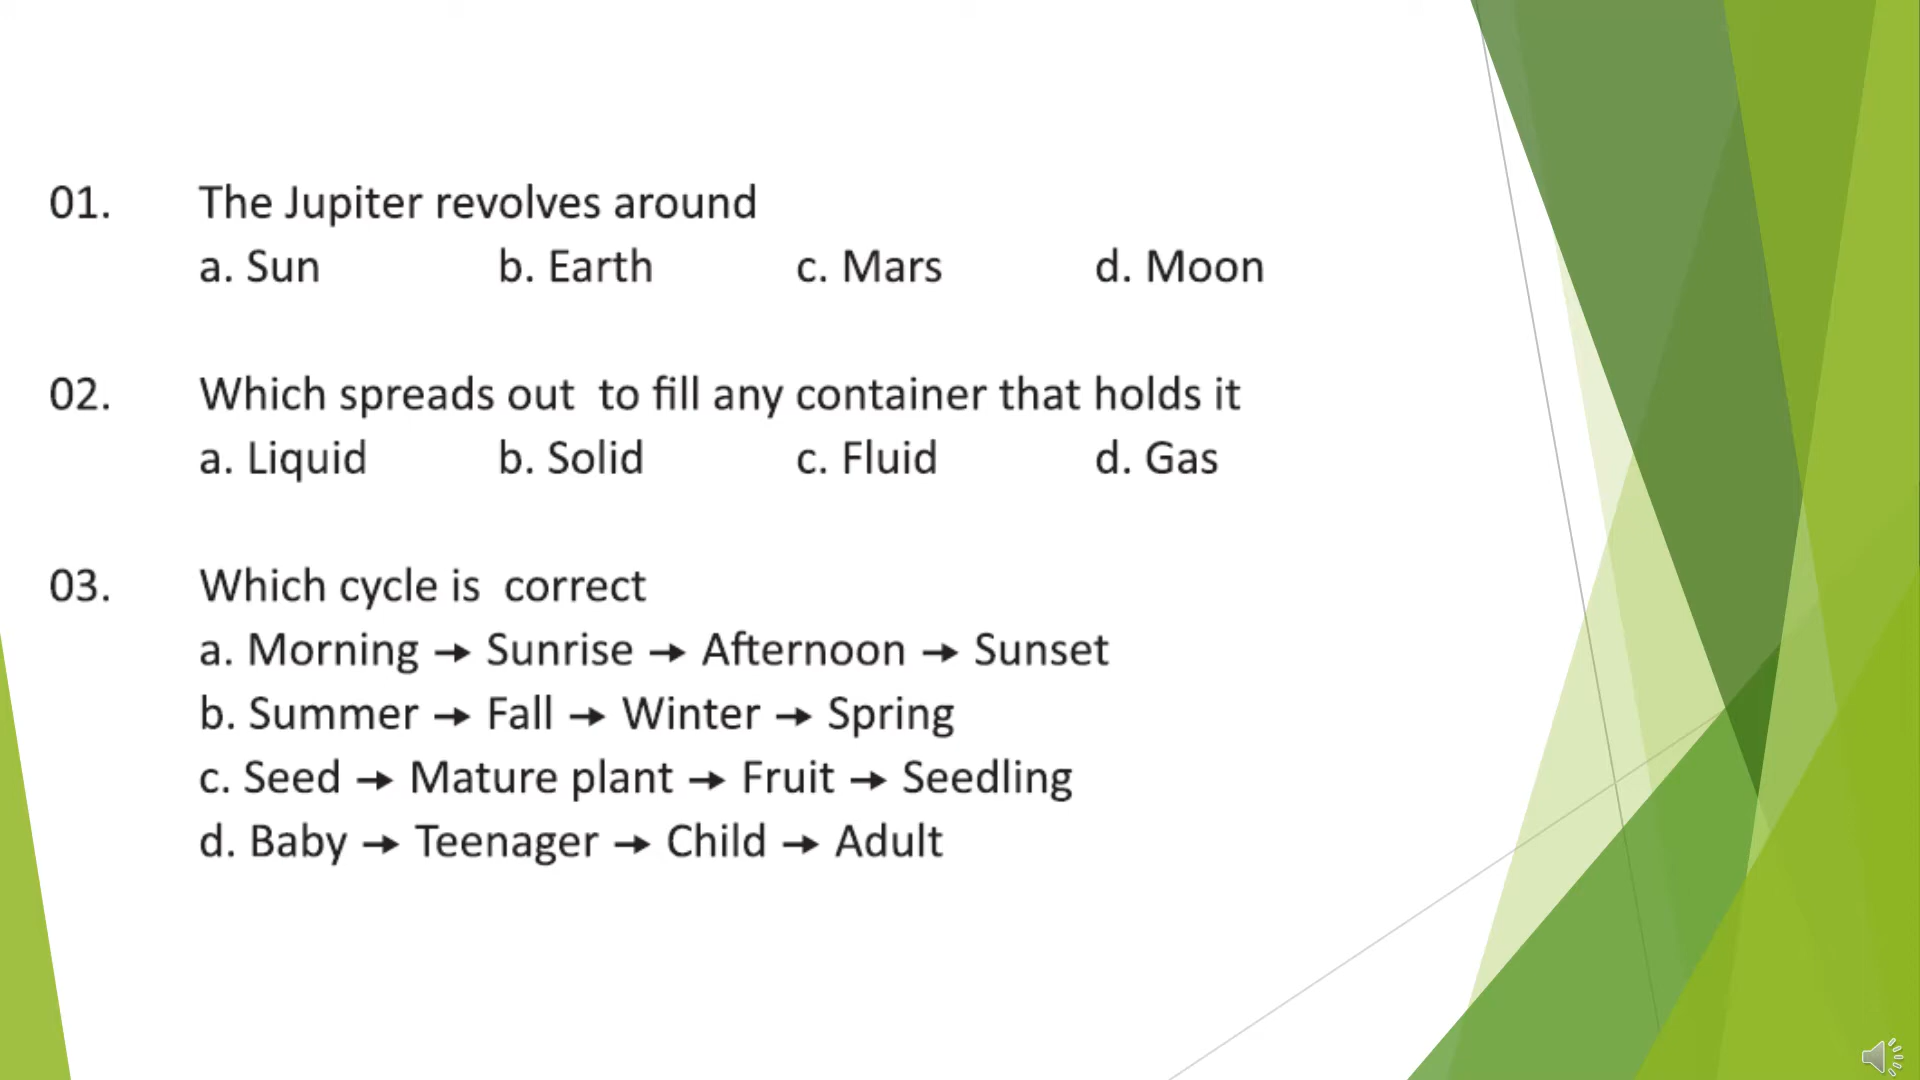 01. The Jupiter revolves around
a. Sun b. Earth c. Mars d. Moon
02. Which spreads out  to fill any container that holds it
a. Liquid b. Solid c. Fluid d. Gas
03. Which cycle is  correct
a. Morning → Sunrise → Afternoon → Sunset
b. Summer → Fall → Winter → Spring
c. Seed → Mature plant → Fruit → Seedling
d. Baby → Teenager → Child → Adult